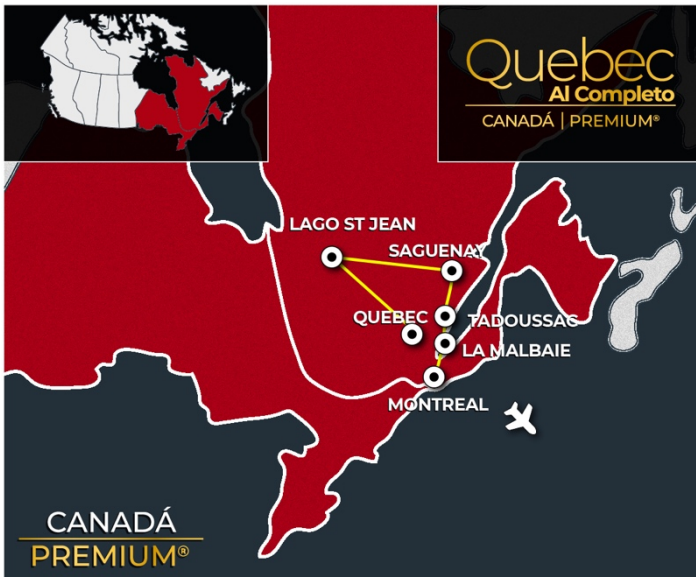 Quebec
Al Completo
CANADÁ | PREMIUM®
LAGO ST JEAN
SAGUENAY
QUEBEC
TADOUSSAC
LA MALBAIE
MONTREAL
CANADÁ
PREMIUM®